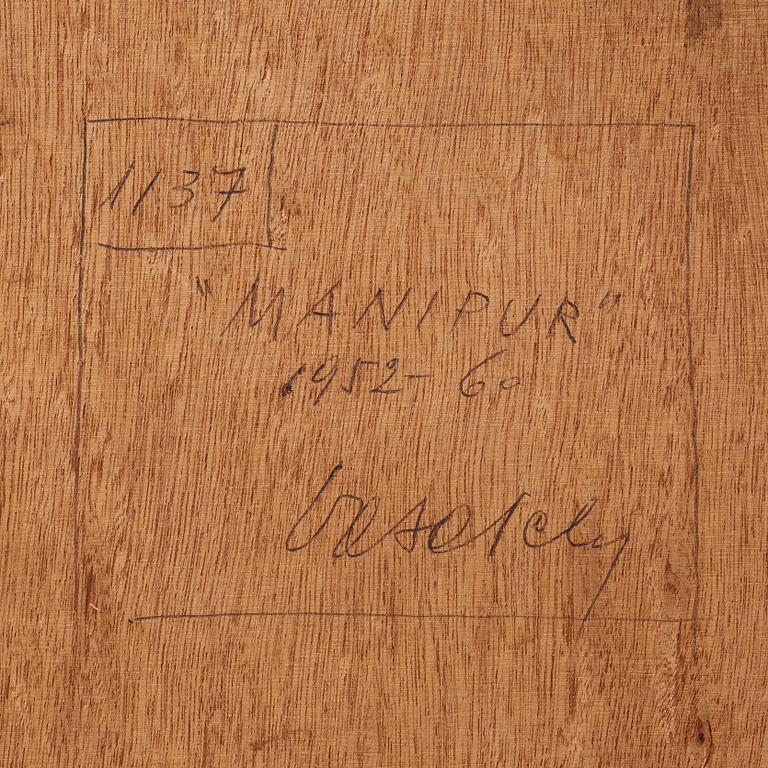 1137
"MANIPUR"
1952-60
Vasarely